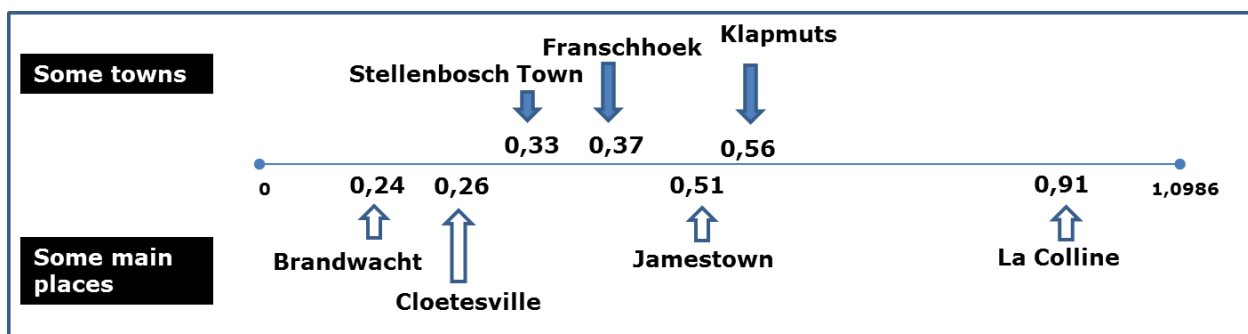 Some towns
Stellenbosch Town
Franschhoek
Klapmuts
0,33
0,37
0,56
0
0,24
0,26
0,51
0,91
1,0986
Some main
places
Brandwacht
Cloetesville
Jamestown
La Colline